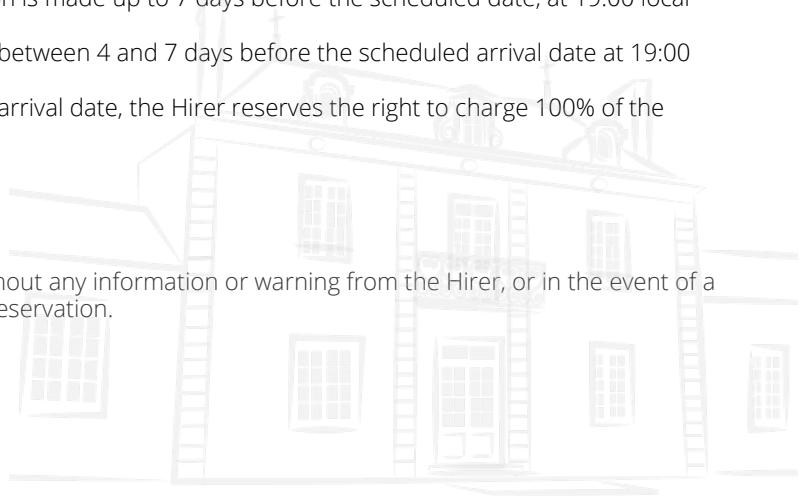 is made up to 7 days before the scheduled date, at 19:00 local
between 4 and 7 days before the scheduled arrival date at 19:00
arrival date, the Hirer reserves the right to charge 100% of the
hout any information or warning from the Hirer, or in the event of a
eservation.